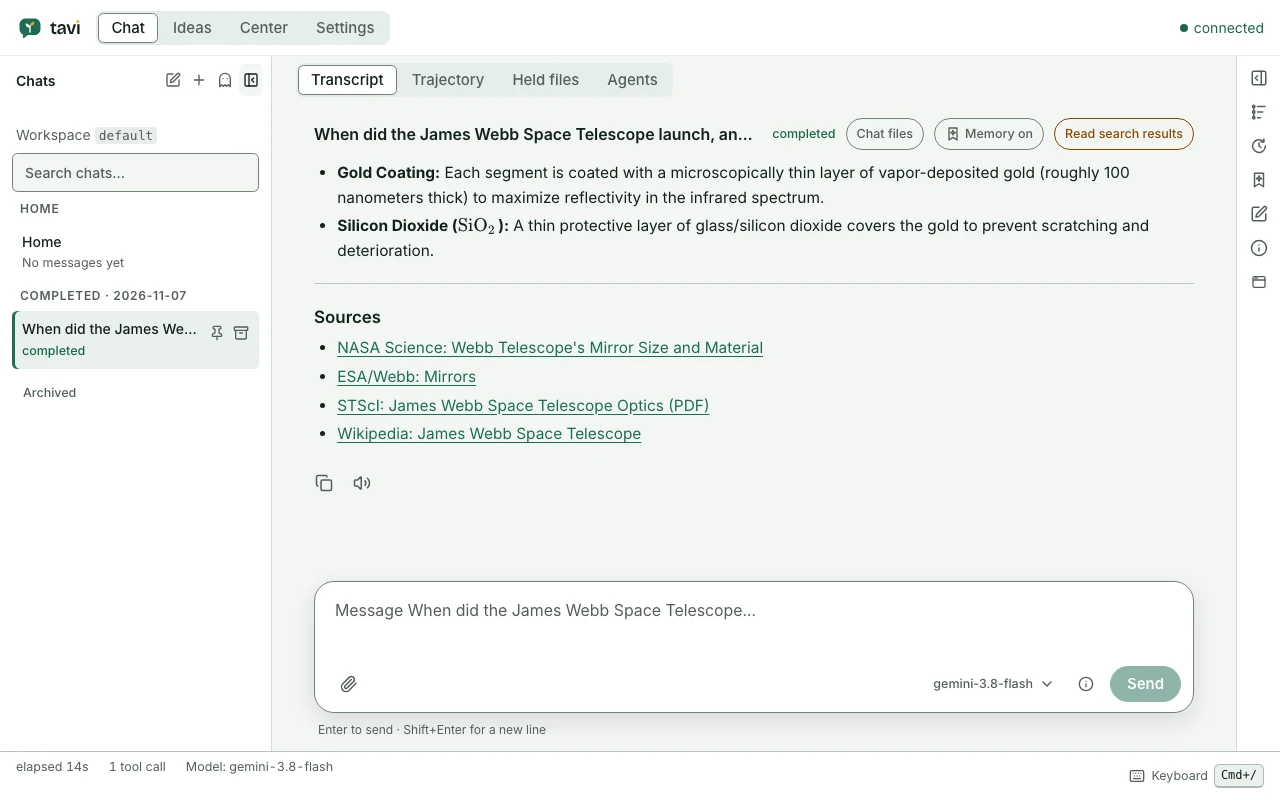 tavi
Chat Ideas Center Settings
connected
Chats
Workspace default
Search chats...
HOME
Home
No messages yet
COMPLETED · 2026-11-07
When did the James We...
completed
Archived
Transcript Trajectory Held files Agents
When did the James Webb Space Telescope launch, an... completed Chat files Memory on Read search results
• Gold Coating: Each segment is coated with a microscopically thin layer of vapor-deposited gold (roughly 100
nanometers thick) to maximize reflectivity in the infrared spectrum.
• Silicon Dioxide (SiO₂): A thin protective layer of glass/silicon dioxide covers the gold to prevent scratching and
deterioration.
Sources
• NASA Science: Webb Telescope's Mirror Size and Material
• ESA/Webb: Mirrors
• STScI: James Webb Space Telescope Optics (PDF)
• Wikipedia: James Webb Space Telescope
Message When did the James Webb Space Telescope...
gemini-3.8-flash Send
Enter to send · Shift+Enter for a new line
elapsed 14s 1 tool call Model: gemini-3.8-flash
Keyboard Cmd+/